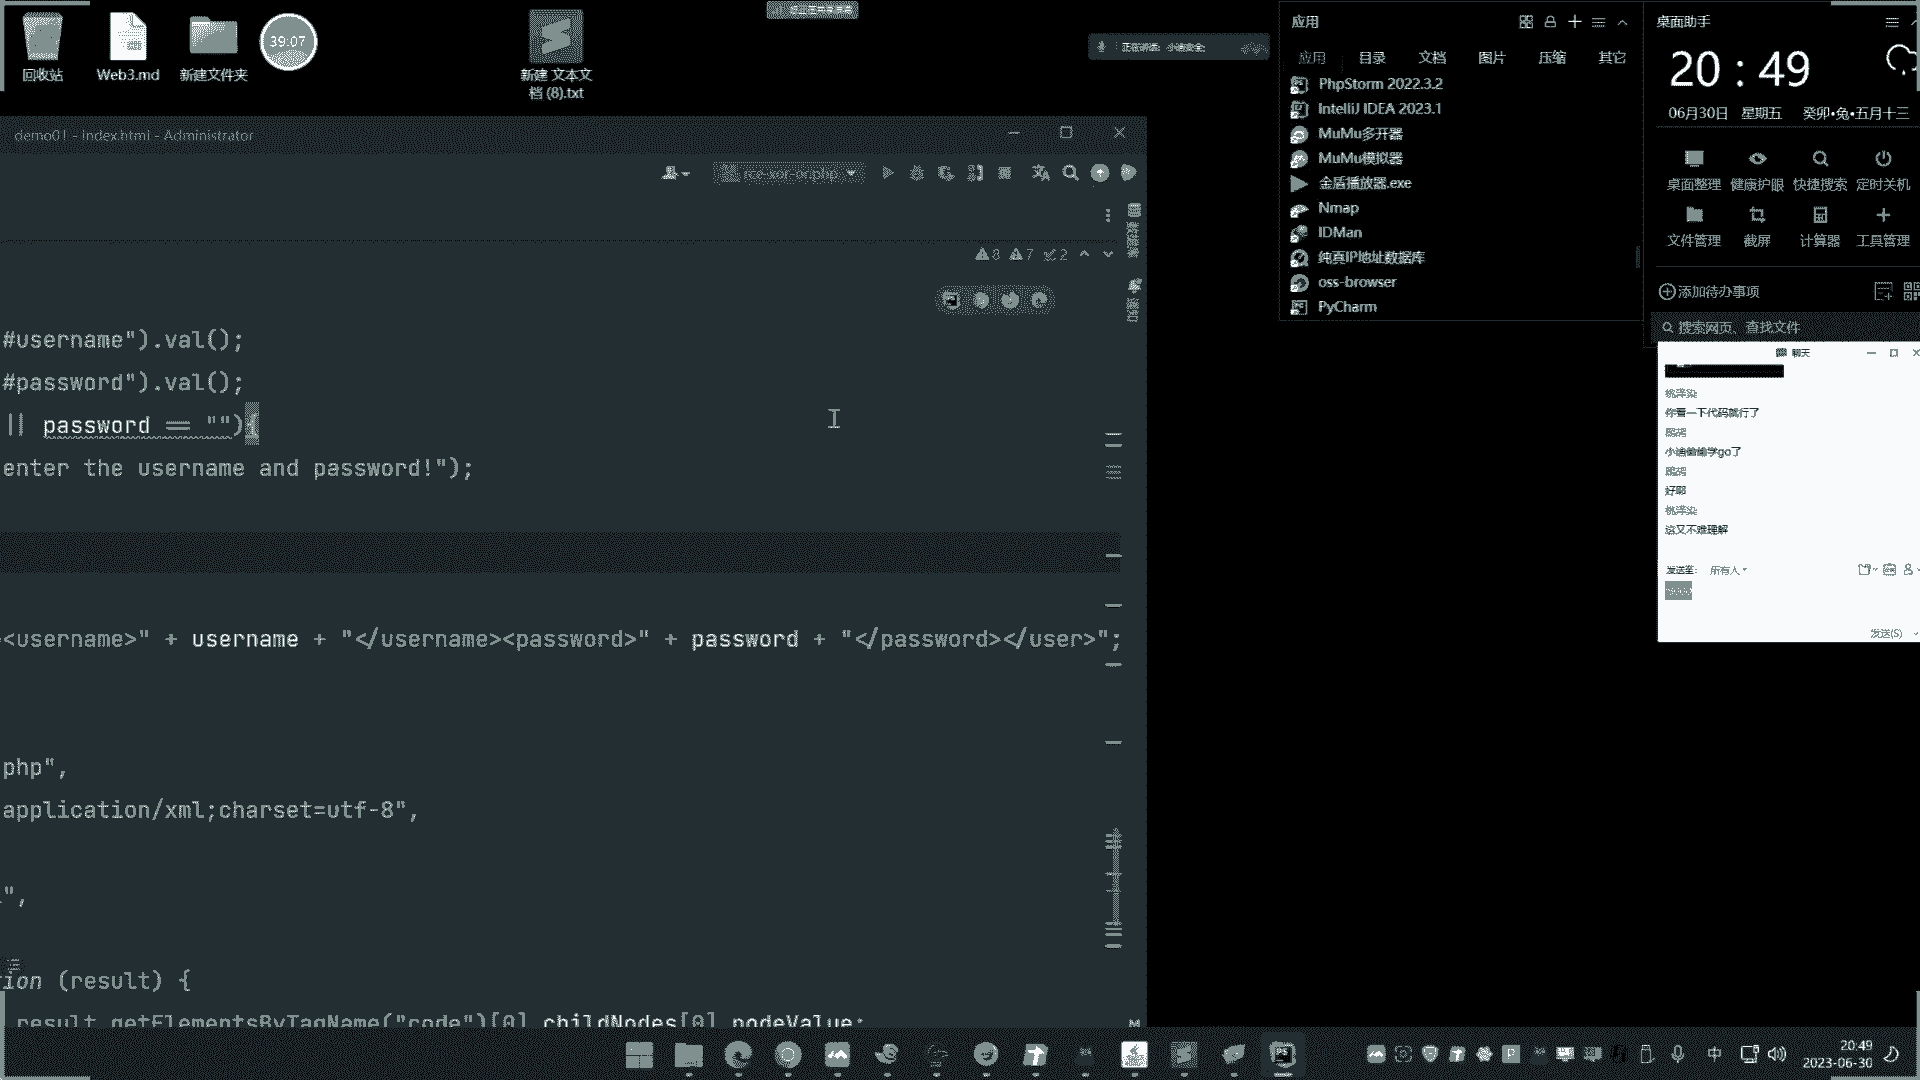 回收站
Web3.md
新建文件夹
39:07
新建 文本文
档 (8).txt
demo01 - index.html - Administrator
rce-xor-or.php
8 7 2
#username").val();
#password").val();
|| password == ""){
enter the username and password!");
<username>" + username + "</username><password>" + password + "</password></user>";
php",
application/xml;charset=utf-8",
",
ion (result) {
result.getElementsByTagName("code")[0].childNodes[0].nodeValue;
应用
应用 目录 文档 图片 压缩 其它
PhpStorm 2022.3.2
IntelliJ IDEA 2023.1
MuMu多开器
MuMu模拟器
金盾播放器.exe
Nmap
IDMan
纯真IP地址数据库
oss-browser
PyCharm
桌面助手
20 : 49
06月30日 星期五 癸卯•兔•五月十三
桌面整理 健康护眼 快捷搜索 定时关机
文件管理 截屏 计算器 工具管理
添加待办事项
搜索网页、查找文件
聊天
你看一下代码就行了
小迪偷偷学go了
好耶
这又不难理解
发送至: 所有人
发送(S)
中
20:49
2023-06-30